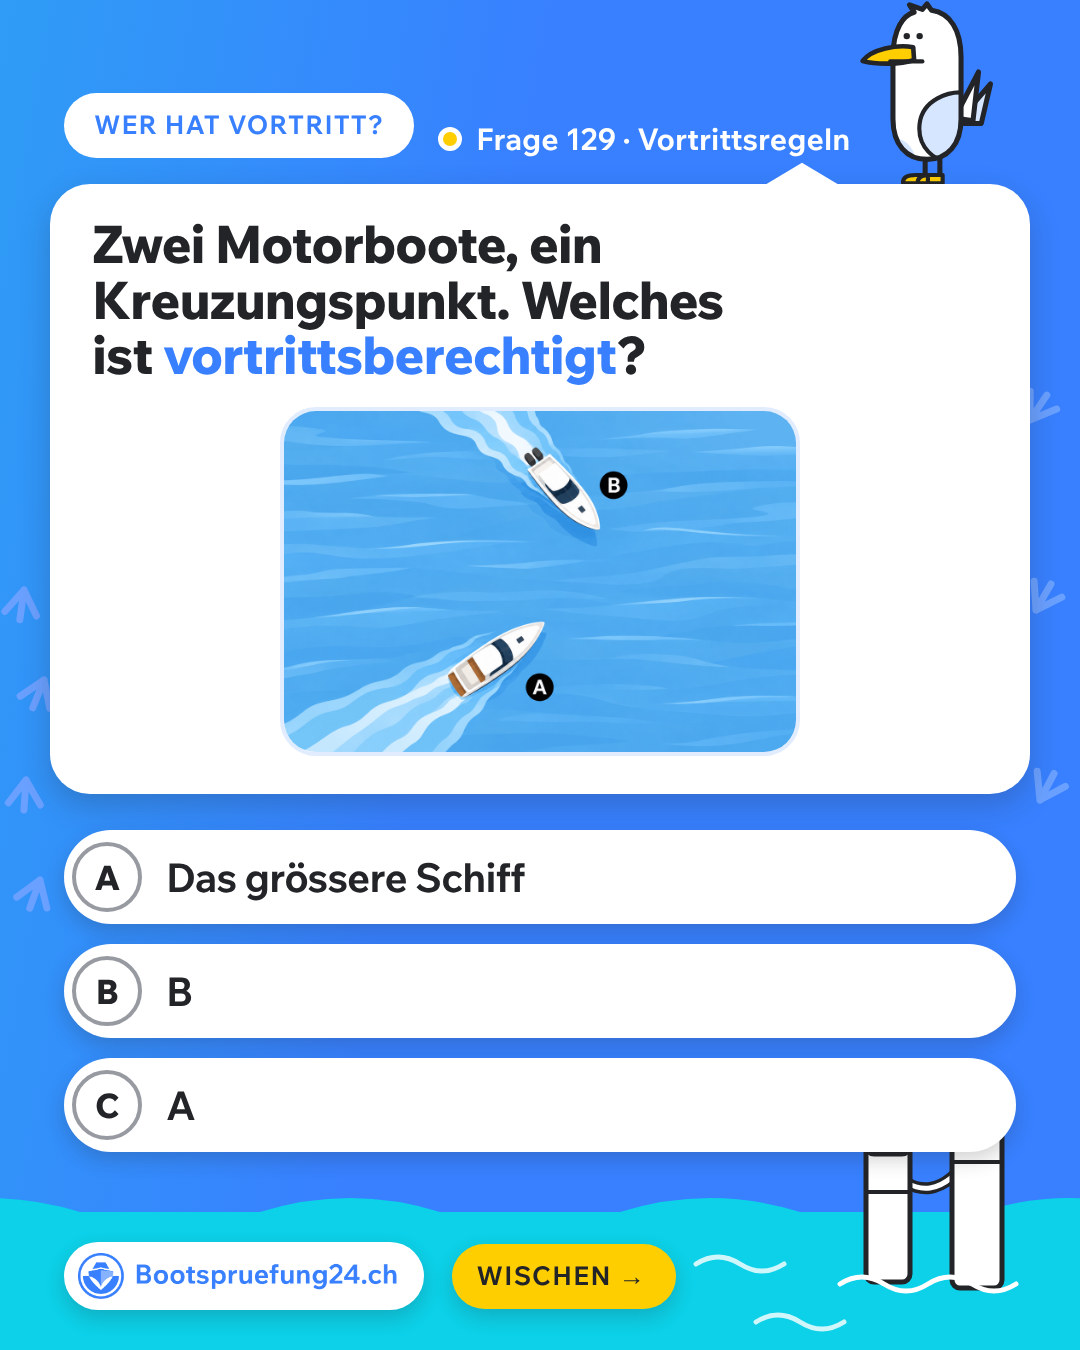 WER HAT VORTRITT?
Frage 129 · Vortrittsregeln
Zwei Motorboote, ein
Kreuzungspunkt. Welches
ist vortrittsberechtigt?
B
A
A Das grössere Schiff
B B
C A
Bootspruefung24.ch
WISCHEN →